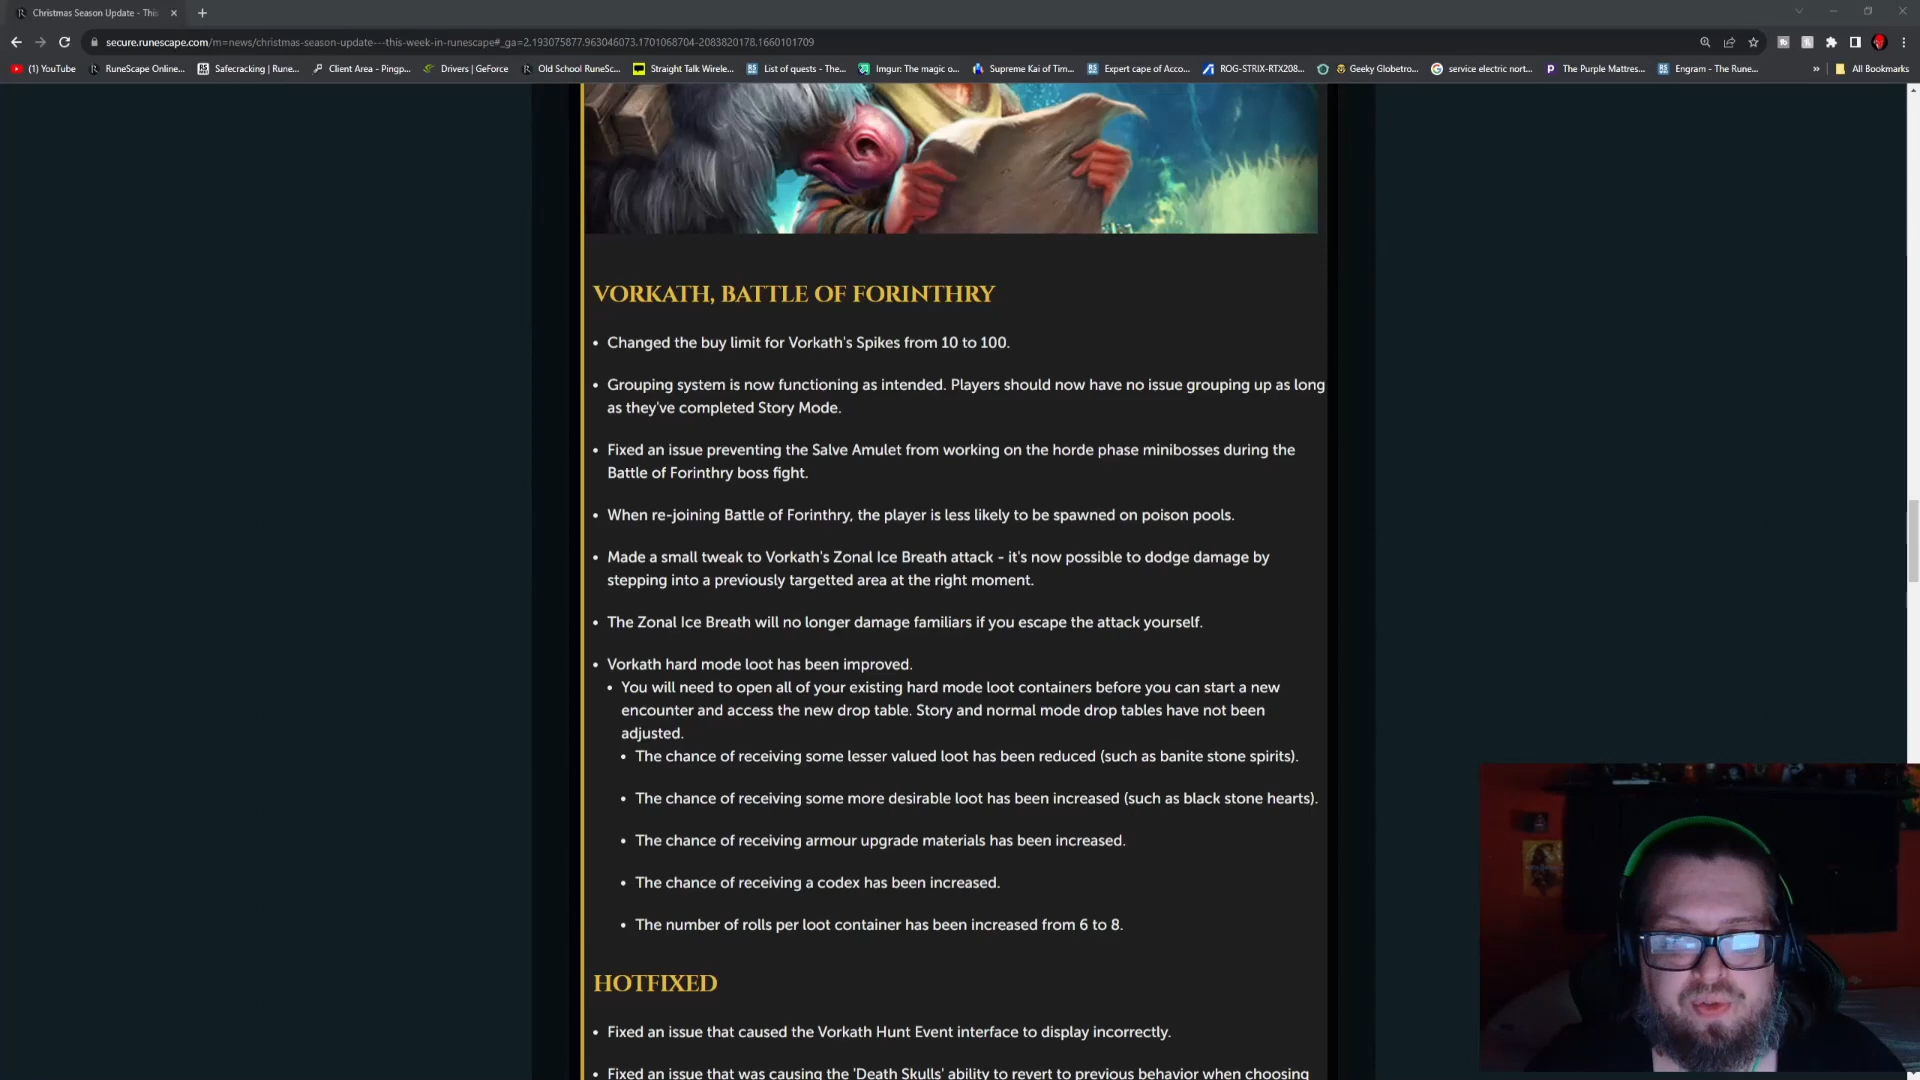 Christmas Season Update - This
secure.runescape.com/m=news/christmas-season-update---this-week-in-runescape#_ga=2.193075877.963046073.1701068704-2083820178.1660101709
(1) YouTube RuneScape Online... Safecracking | Rune... Client Area - Pingp... Drivers | GeForce Old School RuneSc... Straight Talk Wirele... List of quests - The... Imgur: The magic o... Supreme Kai of Tim... Expert cape of Acco... ROG-STRIX-RTX208... Geeky Globetro... service electric nort... The Purple Mattres... Engram - The Rune... » All Bookmarks
VORKATH, BATTLE OF FORINTHRY
• Changed the buy limit for Vorkath's Spikes from 10 to 100.
• Grouping system is now functioning as intended. Players should now have no issue grouping up as long
as they've completed Story Mode.
• Fixed an issue preventing the Salve Amulet from working on the horde phase minibosses during the
Battle of Forinthry boss fight.
• When re-joining Battle of Forinthry, the player is less likely to be spawned on poison pools.
• Made a small tweak to Vorkath's Zonal Ice Breath attack - it's now possible to dodge damage by
stepping into a previously targetted area at the right moment.
• The Zonal Ice Breath will no longer damage familiars if you escape the attack yourself.
• Vorkath hard mode loot has been improved.
• You will need to open all of your existing hard mode loot containers before you can start a new
encounter and access the new drop table. Story and normal mode drop tables have not been
adjusted.
• The chance of receiving some lesser valued loot has been reduced (such as banite stone spirits).
• The chance of receiving some more desirable loot has been increased (such as black stone hearts).
• The chance of receiving armour upgrade materials has been increased.
• The chance of receiving a codex has been increased.
• The number of rolls per loot container has been increased from 6 to 8.
HOTFIXED
• Fixed an issue that caused the Vorkath Hunt Event interface to display incorrectly.
• Fixed an issue that was causing the 'Death Skulls' ability to revert to previous behavior when choosing